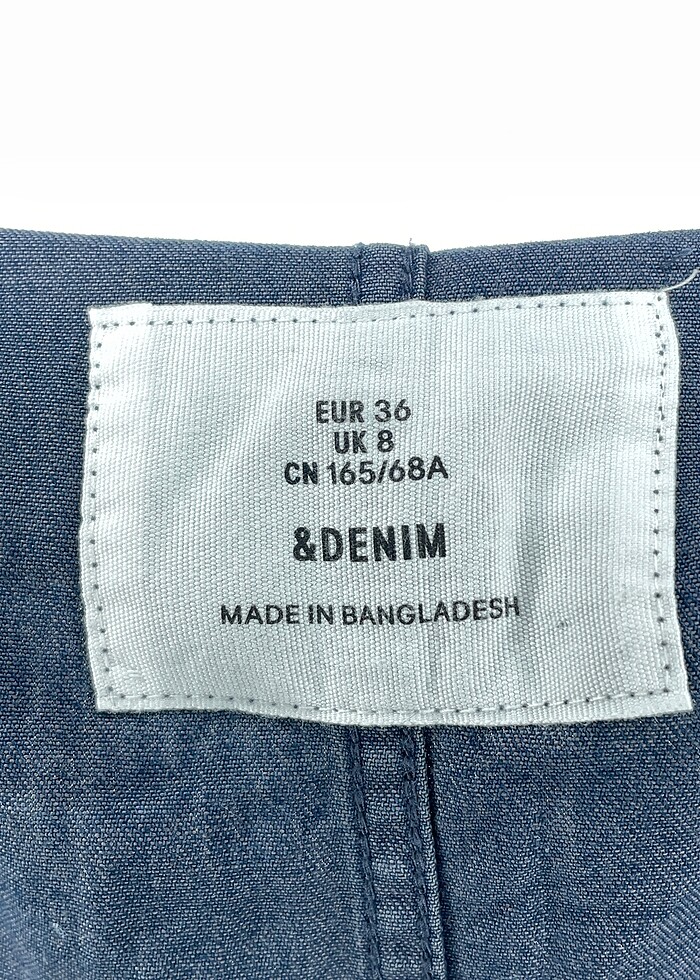 EUR 36
UK 8
CN 165/68A
&DENIM
MADE IN BANGLADESH